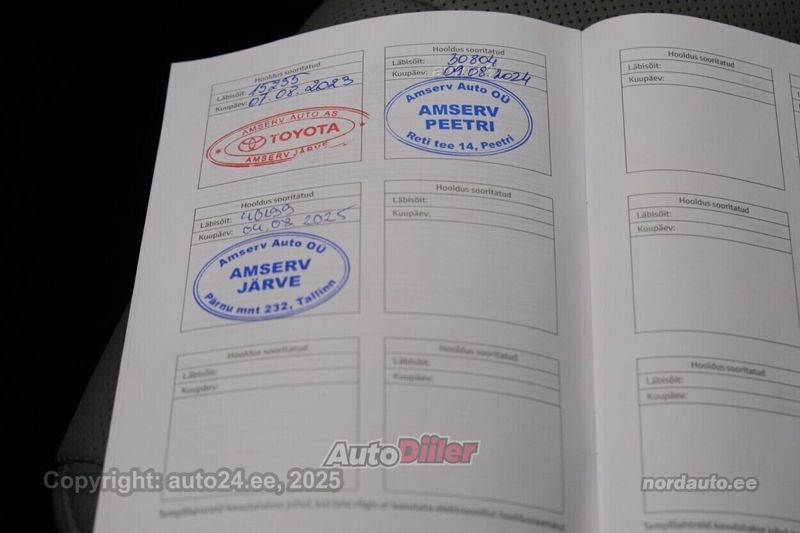 Hooldus sooritatud
Läbisõit: 15255
Kuupäev: 01.08.2023
AMSERV AUTO AS
TOYOTA
AMSERV JÄRVE
Hooldus sooritatud
Läbisõit: 30804
Kuupäev: 09.08.2024
Amserv Auto OÜ
AMSERV
PEETRI
Reti tee 14, Peetri
Hooldus sooritatud
Läbisõit:
Kuupäev:
Hooldus sooritatud
Läbisõit: 40199
Kuupäev: 04.08.2025
Amserv Auto OÜ
AMSERV
JÄRVE
Pärnu mnt 232, Tallinn
Hooldus sooritatud
Läbisõit:
Kuupäev:
Hooldus sooritatud
Läbisõit:
Kuupäev:
Hooldus sooritatud
Läbisõit:
Kuupäev:
Hooldus sooritatud
Läbisõit:
Kuupäev:
Hooldus sooritatud
Läbisõit:
Kuupäev:
AutoDiiler
Copyright: auto24.ee, 2025
nordauto.ee